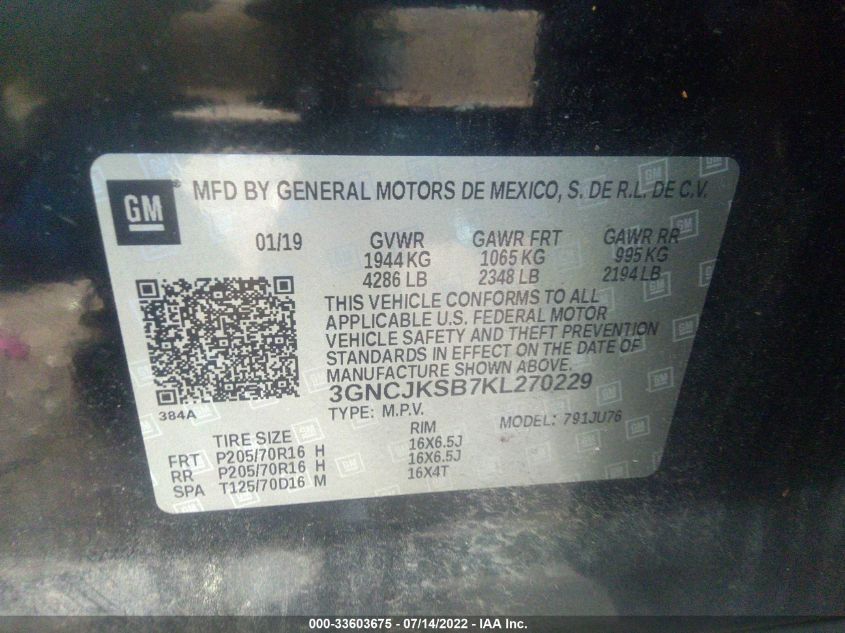 GM ® MFD BY GENERAL MOTORS DE MEXICO, S. DE R.L. DE C.V.
01/19 GVWR GAWR FRT GAWR RR
1944 KG 1065 KG 995 KG
4286 LB 2348 LB 2194 LB
THIS VEHICLE CONFORMS TO ALL
APPLICABLE U.S. FEDERAL MOTOR
VEHICLE SAFETY AND THEFT PREVENTION
STANDARDS IN EFFECT ON THE DATE OF
MANUFACTURE SHOWN ABOVE.
3GNCJKSB7KL270229
384A TYPE: M.P.V. MODEL: 791JU76
TIRE SIZE RIM
FRT P205/70R16 H 16X6.5J
RR P205/70R16 H 16X6.5J
SPA T125/70D16 M 16X4T
000-33603675 / 07/14/2022 - IAA Inc.